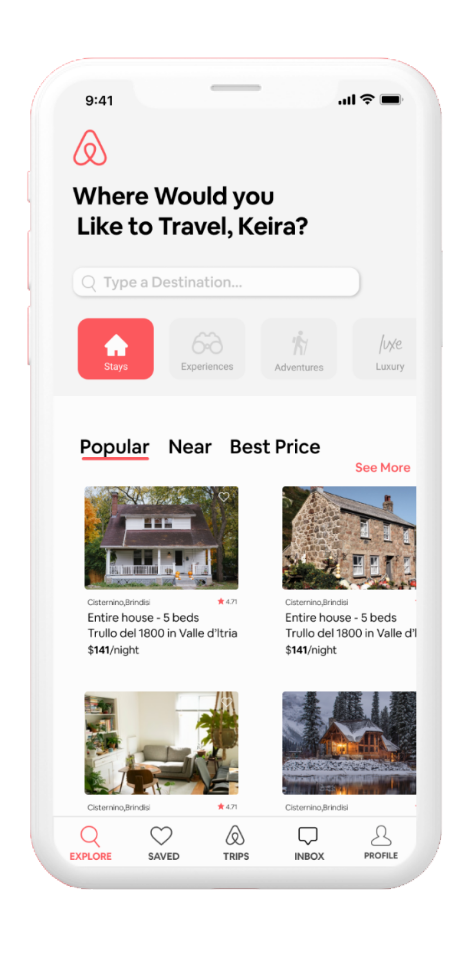 9:41
Where Would you
Like to Travel, Keira?
Type a Destination...
Stays
Experiences
Adventures
luxe
Luxury
Popular Near Best Price
See More
Cisternino,Brindisi 4.71
Entire house - 5 beds
Trullo del 1800 in Valle d'Itria
$141/night
Cisternino,Brindisi
Entire house - 5 beds
Trullo del 1800 in Valle d'I
$141/night
Cisternino,Brindisi 4.71
Cisternino,Brindisi
EXPLORE
SAVED
TRIPS
INBOX
PROFILE